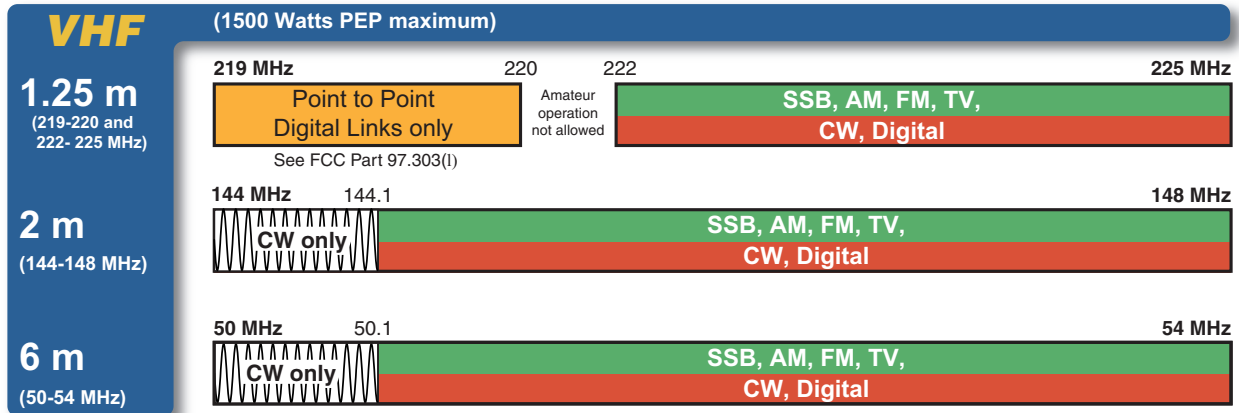 VHF
(1500 Watts PEP maximum)
1.25 m
(219-220 and
222- 225 MHz)
219 MHz 220 222 225 MHz
Point to Point
Digital Links only
Amateur
operation
not allowed
SSB, AM, FM, TV,
CW, Digital
See FCC Part 97.303(l)
2 m
(144-148 MHz)
144 MHz 144.1 148 MHz
CW only
SSB, AM, FM, TV,
CW, Digital
6 m
(50-54 MHz)
50 MHz 50.1 54 MHz
CW only
SSB, AM, FM, TV,
CW, Digital